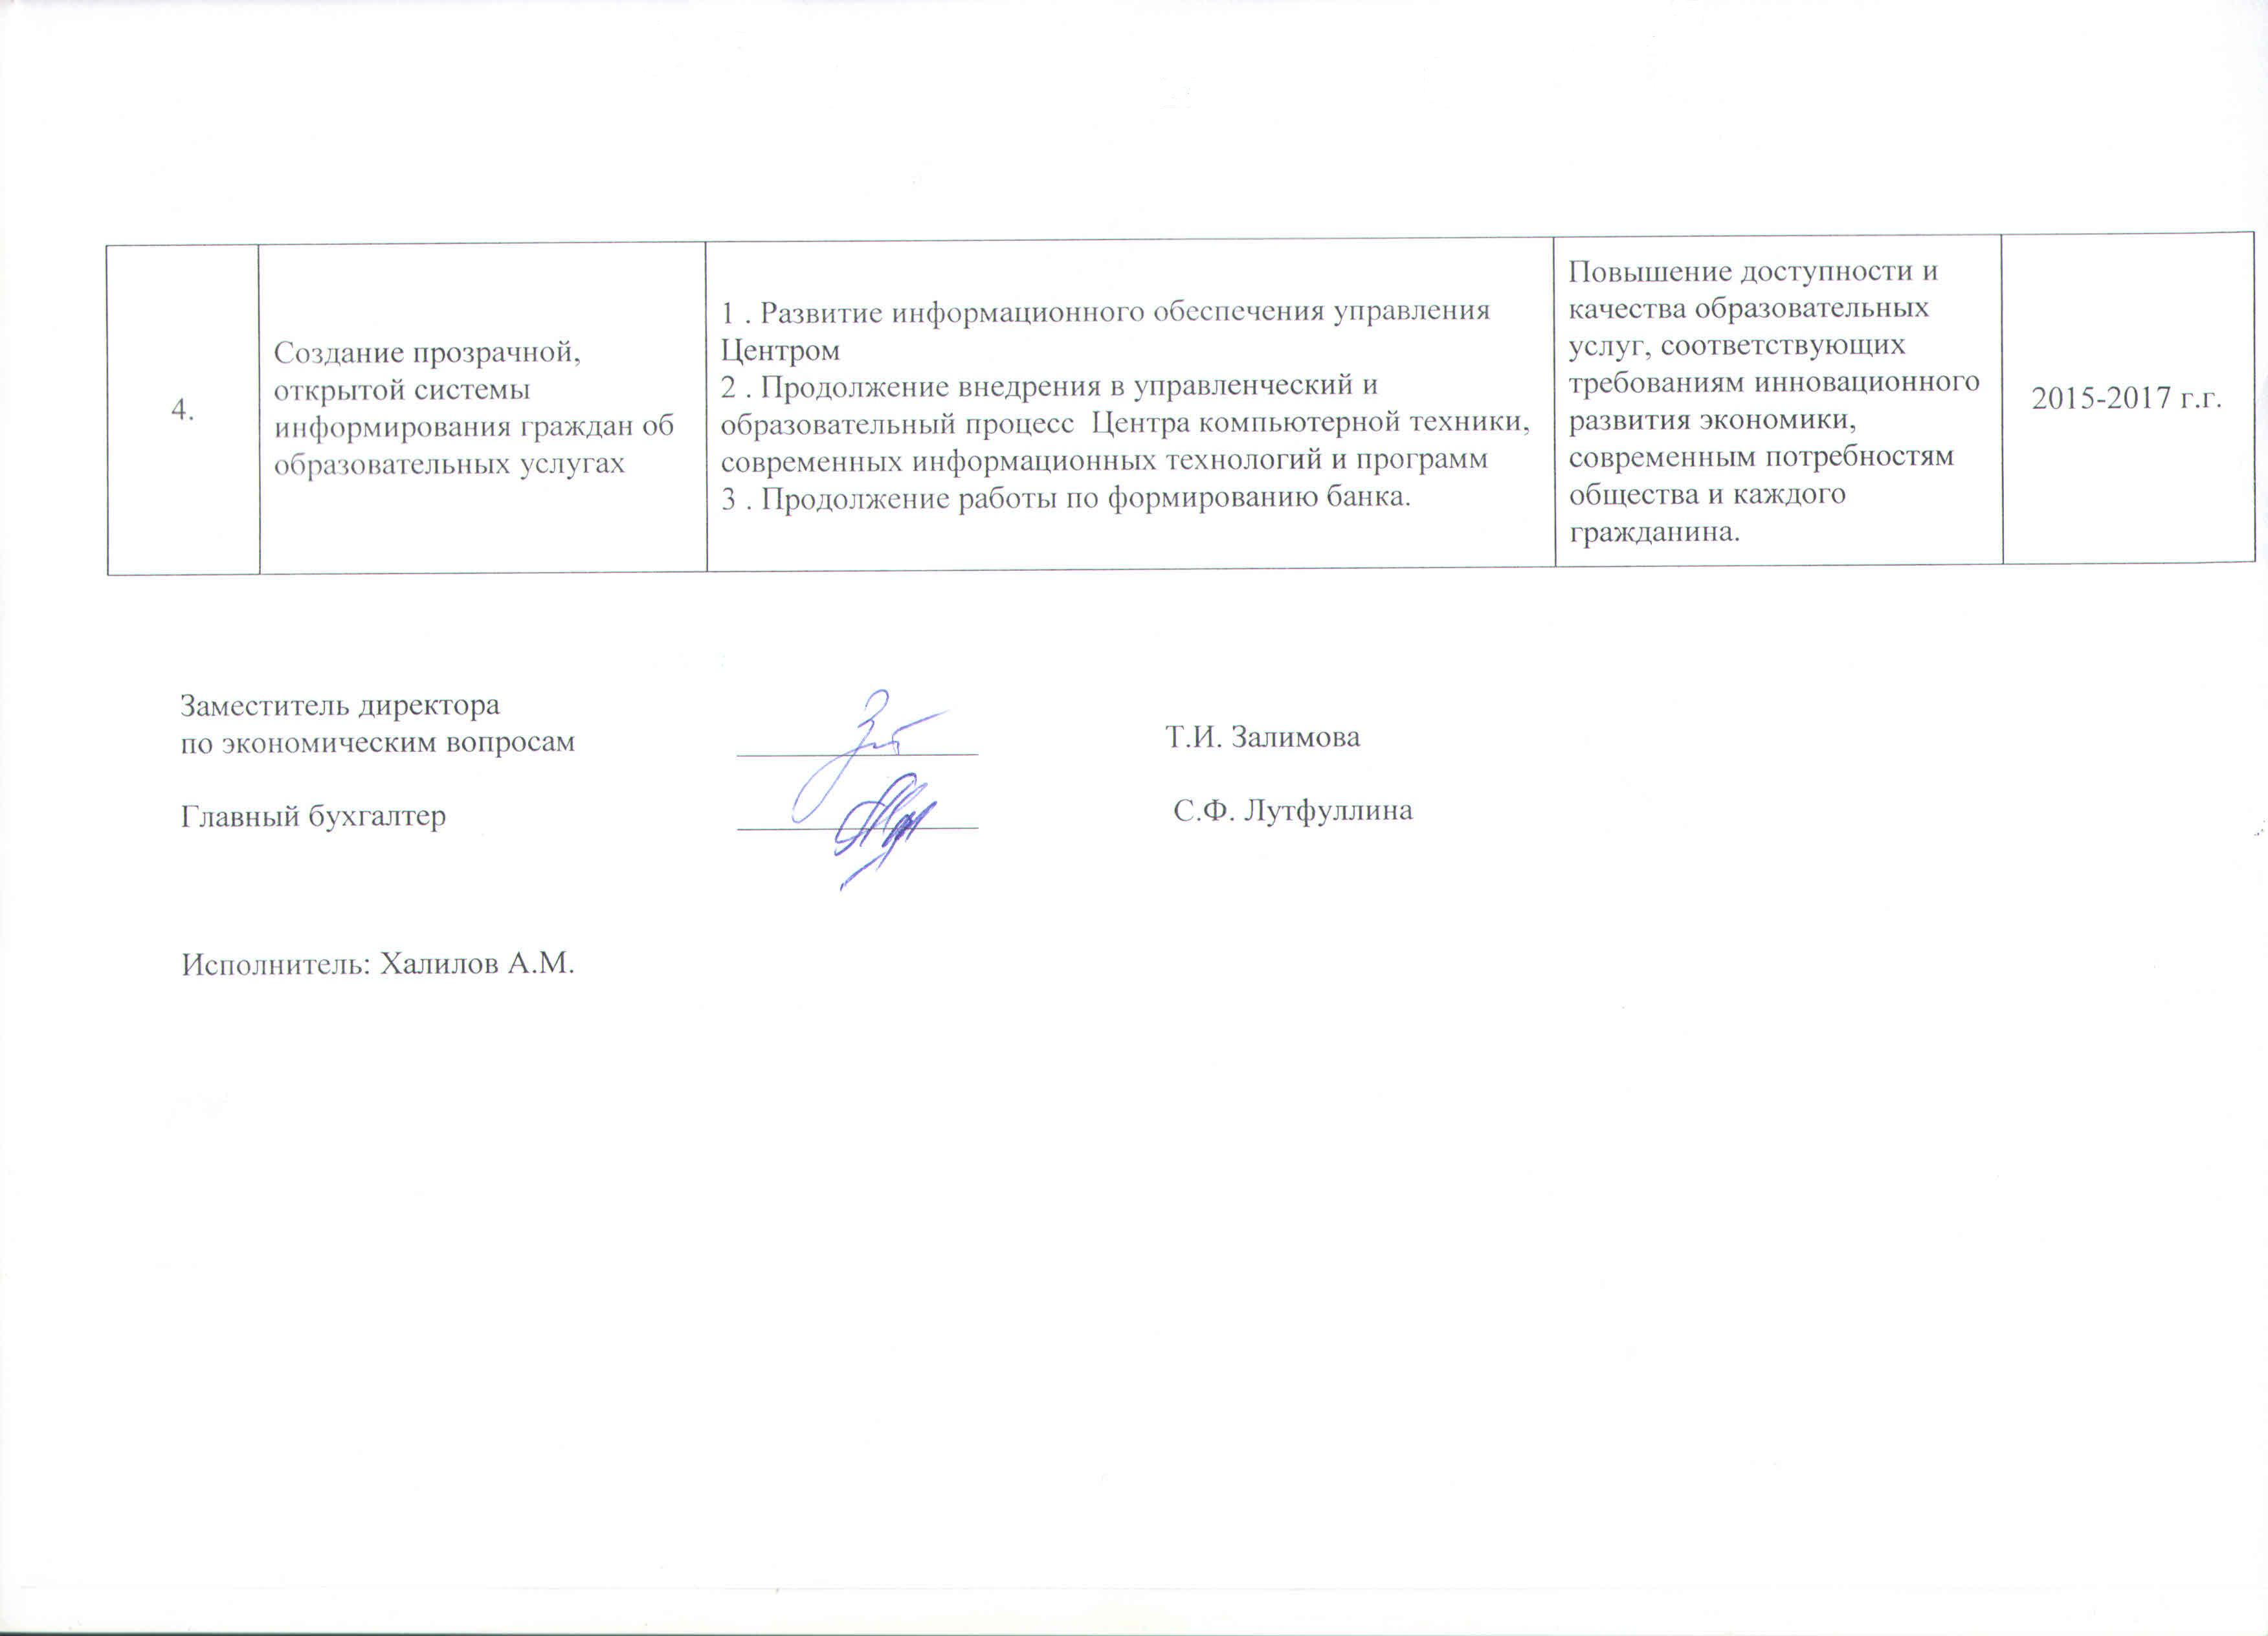 4.
Создание прозрачной,
открытой системы
информирования граждан об
образовательных услугах
1 . Развитие информационного обеспечения управления
Центром
2 . Продолжение внедрения в управленческий и
образовательный процесс Центра компьютерной техники,
современных информационных технологий и программ
3 . Продолжение работы по формированию банка.
Повышение доступности и
качества образовательных
услуг, соответствующих
требованиям инновационного
развития экономики,
современным потребностям
общества и каждого
гражданина.
2015-2017 г.г.
Заместитель директора
по экономическим вопросам
Т.И. Залимова
Главный бухгалтер
С.Ф. Лутфуллина
Исполнитель: Халилов А.М.